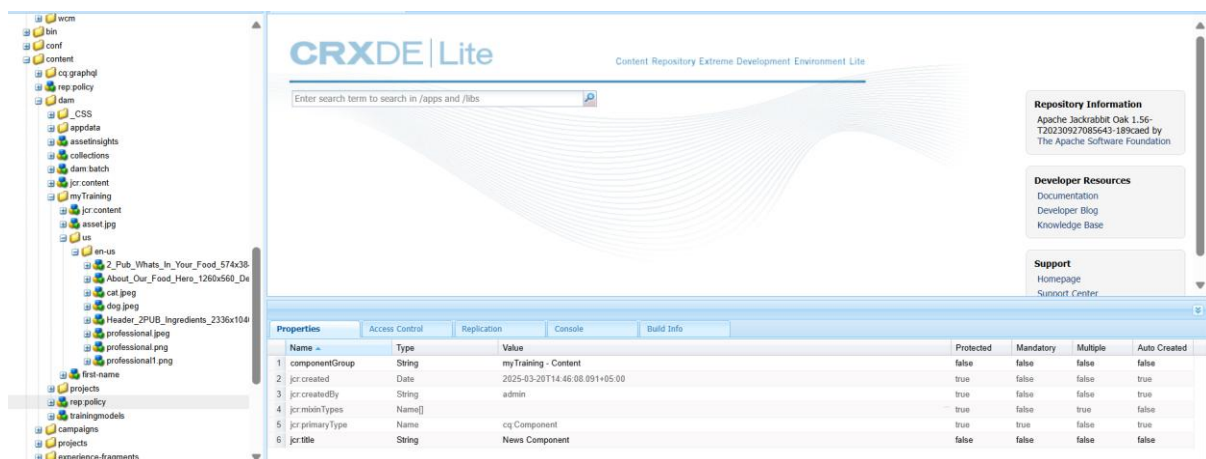 wcm
bin
conf
content
cq:graphql
rep:policy
dam
_CSS
appdata
assetinsights
collections
dam:batch
jcr:content
myTraining
jcr:content
asset.jpg
us
en-us
2_Pub_Whats_In_Your_Food_574x38
About_Our_Food_Hero_1260x560_De
cat.jpeg
dog.jpeg
Header_2PUB_Ingredients_2336x104
professional.jpeg
professional.png
professional1.png
first-name
projects
rep:policy
trainingmodels
campaigns
projects
experience-fragments
CRXDE | Lite
Content Repository Extreme Development Environment Lite
Enter search term to search in /apps and /libs
Repository Information
Apache Jackrabbit Oak 1.56-
T20230927085643-189caed by
The Apache Software Foundation
Developer Resources
Documentation
Developer Blog
Knowledge Base
Support
Homepage
Support Center
Properties Access Control Replication Console Build Info
Name Type Value Protected Mandatory Multiple Auto Created
1 componentGroup String myTraining - Content false false false false
2 jcr:created Date 2025-03-20T14:46:08.091+05:00 true false false true
3 jcr:createdBy String admin true false false true
4 jcr:mixinTypes Name[] true false true false
5 jcr:primaryType Name cq:Component true true false true
6 jcr:title String News Component false false false false